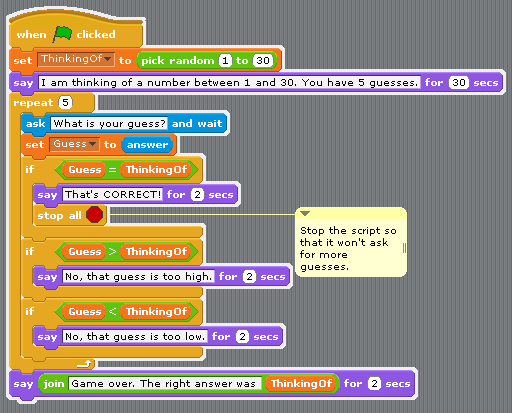 when clicked
set ThinkingOf to pick random 1 to 30
say I am thinking of a number between 1 and 30. You have 5 guesses. for 30 secs
repeat 5
ask What is your guess? and wait
set Guess to answer
if Guess = ThinkingOf
say That's CORRECT! for 2 secs
stop all
Stop the script so
that it won't ask
for more
guesses.
if Guess > ThinkingOf
say No, that guess is too high. for 2 secs
if Guess < ThinkingOf
say No, that guess is too low. for 2 secs
say join Game over. The right answer was ThinkingOf for 2 secs